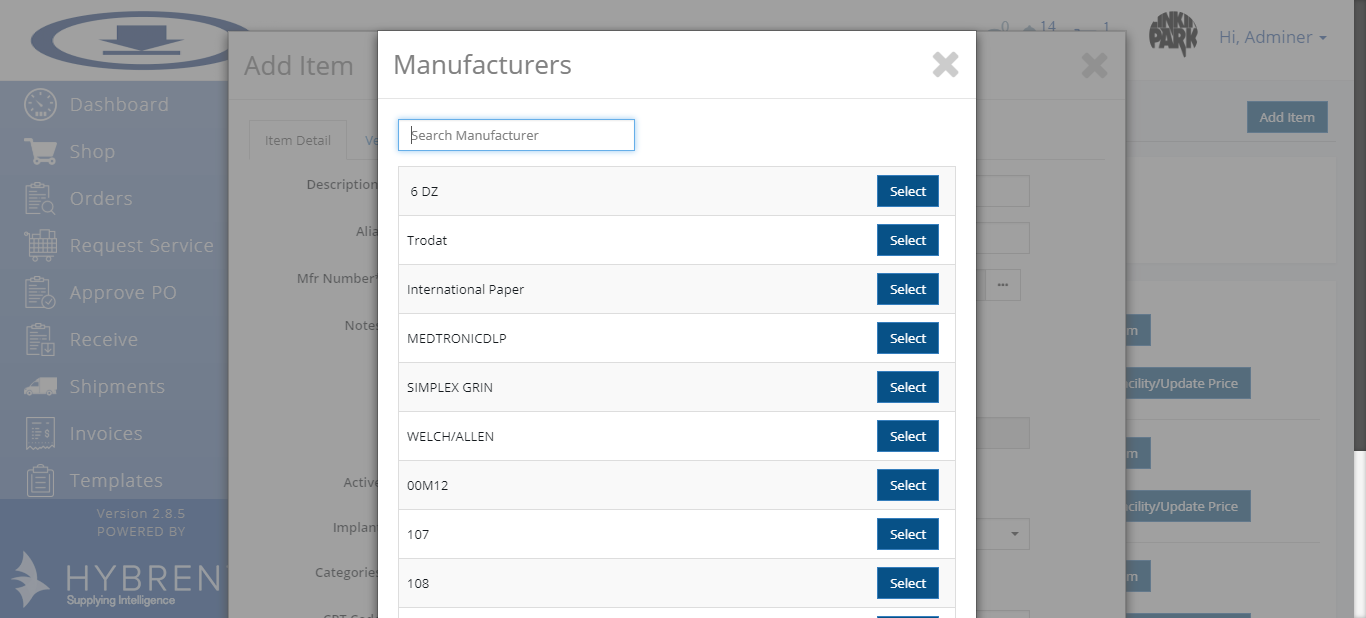 0 14 1
Hi, Adminer
Add Item
Manufacturers
Dashboard
Shop
Orders
Request Service
Approve PO
Receive
Shipments
Invoices
Templates
Version 2.8.5
POWERED BY
HYBREN
Supplying Intelligence
Item Detail
Ve
Description
Alia
Mfr Number*
Notes
Active
Implan
Categories
Search Manufacturer
6 DZ Select
Trodat Select
International Paper Select
MEDTRONICDLP Select
SIMPLEX GRIN Select
WELCH/ALLEN Select
00M12 Select
107 Select
108 Select
...
Add Item
m
cility/Update Price
m
cility/Update Price
m